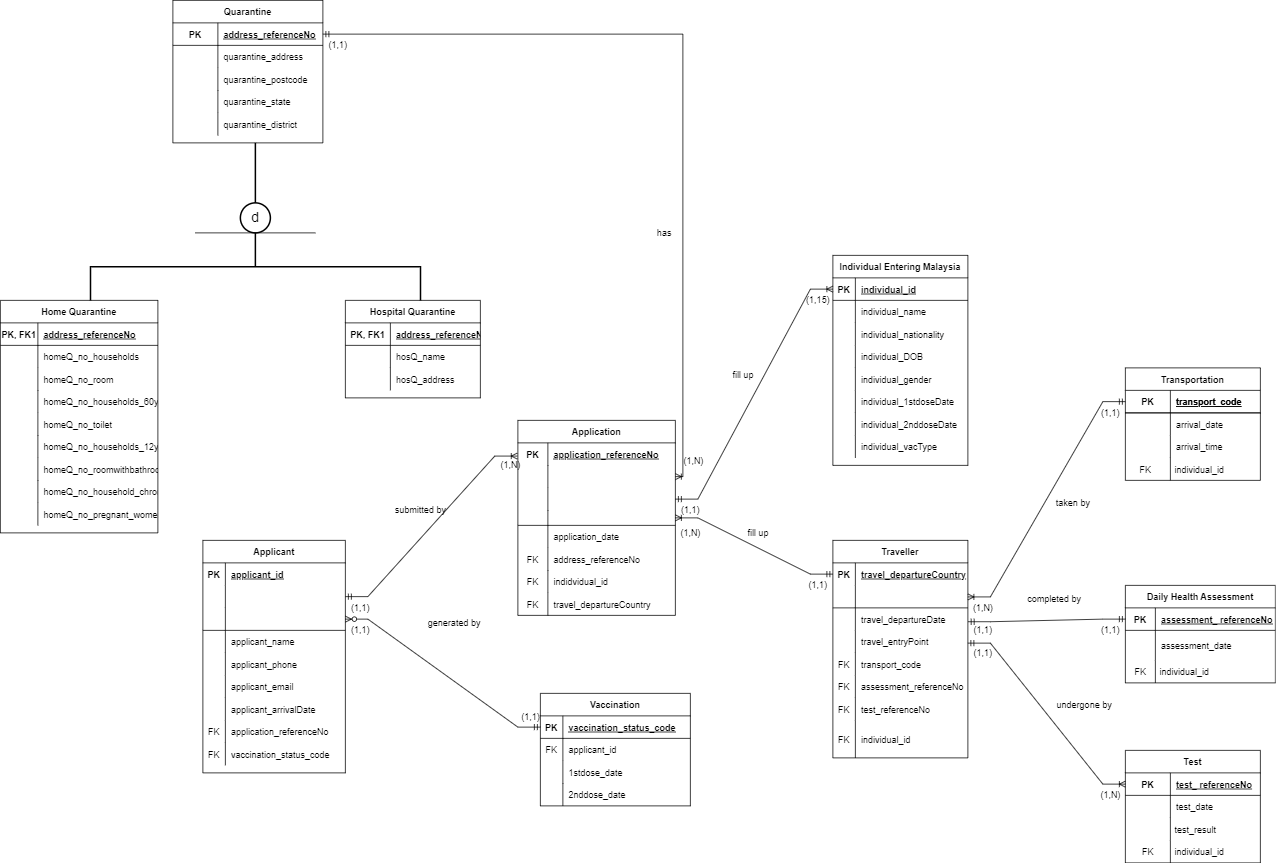 Quarantine
PK address_referenceNo
(1,1)
quarantine_address
quarantine_postcode
quarantine_state
quarantine_district
d
has
Home Quarantine
PK, FK1 address_referenceNo
homeQ_no_households
homeQ_no_room
homeQ_no_households_60y
homeQ_no_toilet
homeQ_no_households_12y
homeQ_no_roomwithbathroo
homeQ_no_household_chro
homeQ_no_pregnant_wome
Hospital Quarantine
PK, FK1 address_referenceN
hosQ_name
hosQ_address
Individual Entering Malaysia
PK individual_id
(1,15)
individual_name
individual_nationality
individual_DOB
individual_gender
individual_1stdoseDate
individual_2nddoseDate
individual_vacType
fill up
Application
PK application_referenceNo
(1,N)
(1,N)
(1,1)
(1,N)
application_date
FK address_referenceNo
FK indidvidual_id
FK travel_departureCountry
submitted by
fill up
Applicant
PK applicant_id
(1,1)
(1,1)
applicant_name
applicant_phone
applicant_email
applicant_arrivalDate
FK application_referenceNo
FK vaccination_status_code
generated by
Vaccination
(1,1)
PK vaccination_status_code
FK applicant_id
1stdose_date
2nddose_date
Traveller
(1,1)
PK travel_departureCountry
(1,N)
travel_departureDate
(1,1)
travel_entryPoint
(1,1)
FK transport_code
FK assessment_referenceNo
FK test_referenceNo
FK individual_id
taken by
completed by
undergone by
Transportation
PK transport_code
(1,1)
arrival_date
arrival_time
FK individual_id
Daily Health Assessment
PK assessment_referenceNo
(1,1)
assessment_date
FK individual_id
Test
PK test_referenceNo
(1,N)
test_date
test_result
FK individual_id